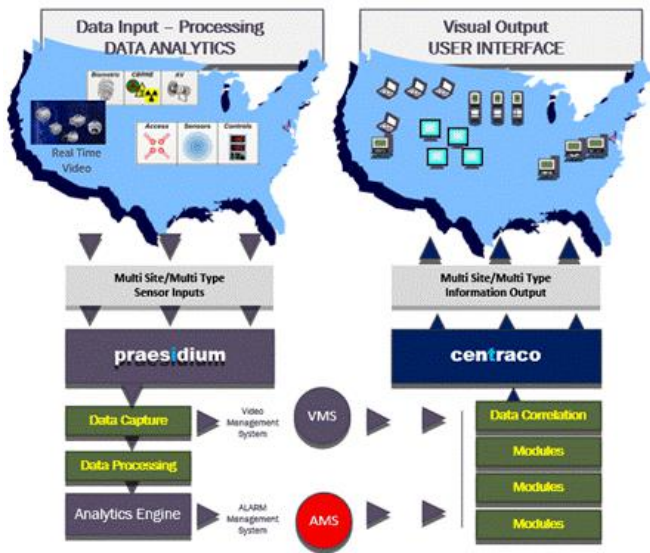 Data Input – Processing
DATA ANALYTICS
Visual Output
USER INTERFACE
Biometric
CBRNE
AV
Real Time
Video
Access
Sensors
Controls
Multi Site/Multi Type
Sensor Inputs
Multi Site/Multi Type
Information Output
praesidium
centraco
Data Capture
Video
Management
System
VMS
Data Correlation
Data Processing
Modules
Modules
Analytics Engine
ALARM
Management
System
AMS
Modules